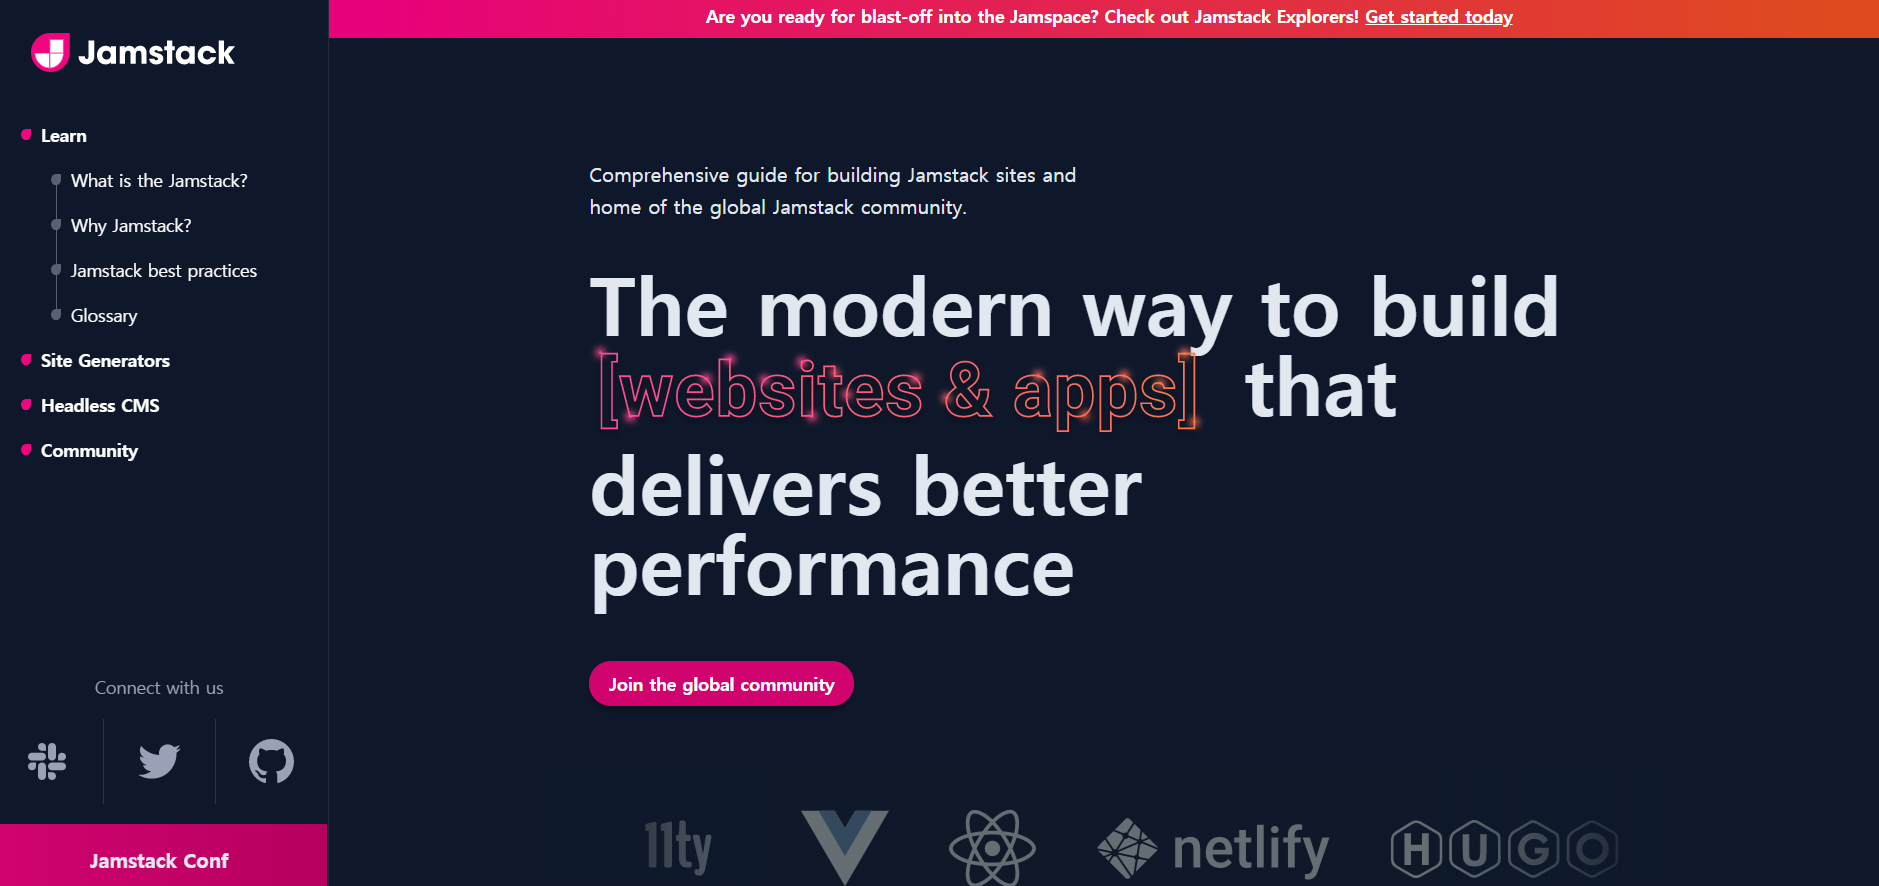 Jamstack
Learn
What is the Jamstack?
Why Jamstack?
Jamstack best practices
Glossary
Site Generators
Headless CMS
Community
Connect with us
Jamstack Conf
Are you ready for blast-off into the Jamspace? Check out Jamstack Explorers! Get started today
Comprehensive guide for building Jamstack sites and
home of the global Jamstack community.
The modern way to build
[websites & apps] that
delivers better
performance
Join the global community
11ty
netlify
HUGO